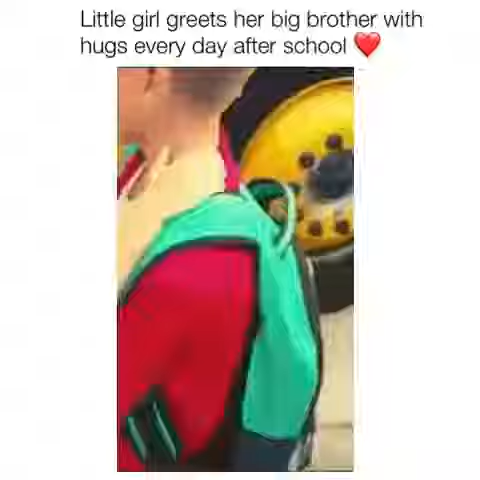 Little girl greets her big brother with
hugs every day after school ❤️